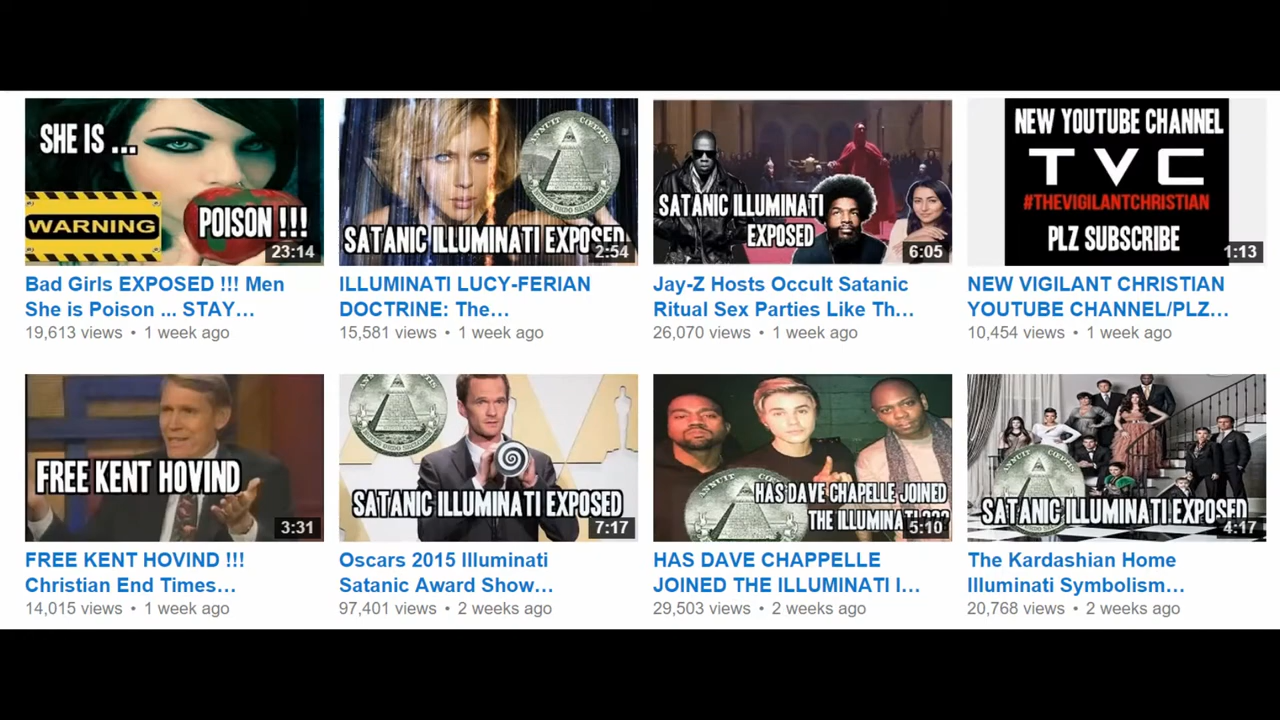 SHE IS ...
WARNING
POISON !!!
23:14
Bad Girls EXPOSED !!! Men
She is Poison ... STAY...
19,613 views • 1 week ago
ANNUIT CŒPTIS
SATANIC ILLUMINATI EXPOSED
2:54
ILLUMINATI LUCY-FERIAN
DOCTRINE: The...
15,581 views • 1 week ago
SATANIC ILLUMINATI
EXPOSED
6:05
Jay-Z Hosts Occult Satanic
Ritual Sex Parties Like Th...
26,070 views • 1 week ago
NEW YOUTUBE CHANNEL
TVC
#THEVIGILANTCHRISTIAN
PLZ SUBSCRIBE
1:13
NEW VIGILANT CHRISTIAN
YOUTUBE CHANNEL/PLZ...
10,454 views • 1 week ago
FREE KENT HOVIND
3:31
FREE KENT HOVIND !!!
Christian End Times...
14,015 views • 1 week ago
SATANIC ILLUMINATI EXPOSED
7:17
Oscars 2015 Illuminati
Satanic Award Show...
97,401 views • 2 weeks ago
HAS DAVE CHAPELLE JOINED
THE ILLUMINATI???
5:10
HAS DAVE CHAPPELLE
JOINED THE ILLUMINATI I...
29,503 views • 2 weeks ago
ANNUIT CŒPTIS
SATANIC ILLUMINATI EXPOSED
4:17
The Kardashian Home
Illuminati Symbolism...
20,768 views • 2 weeks ago